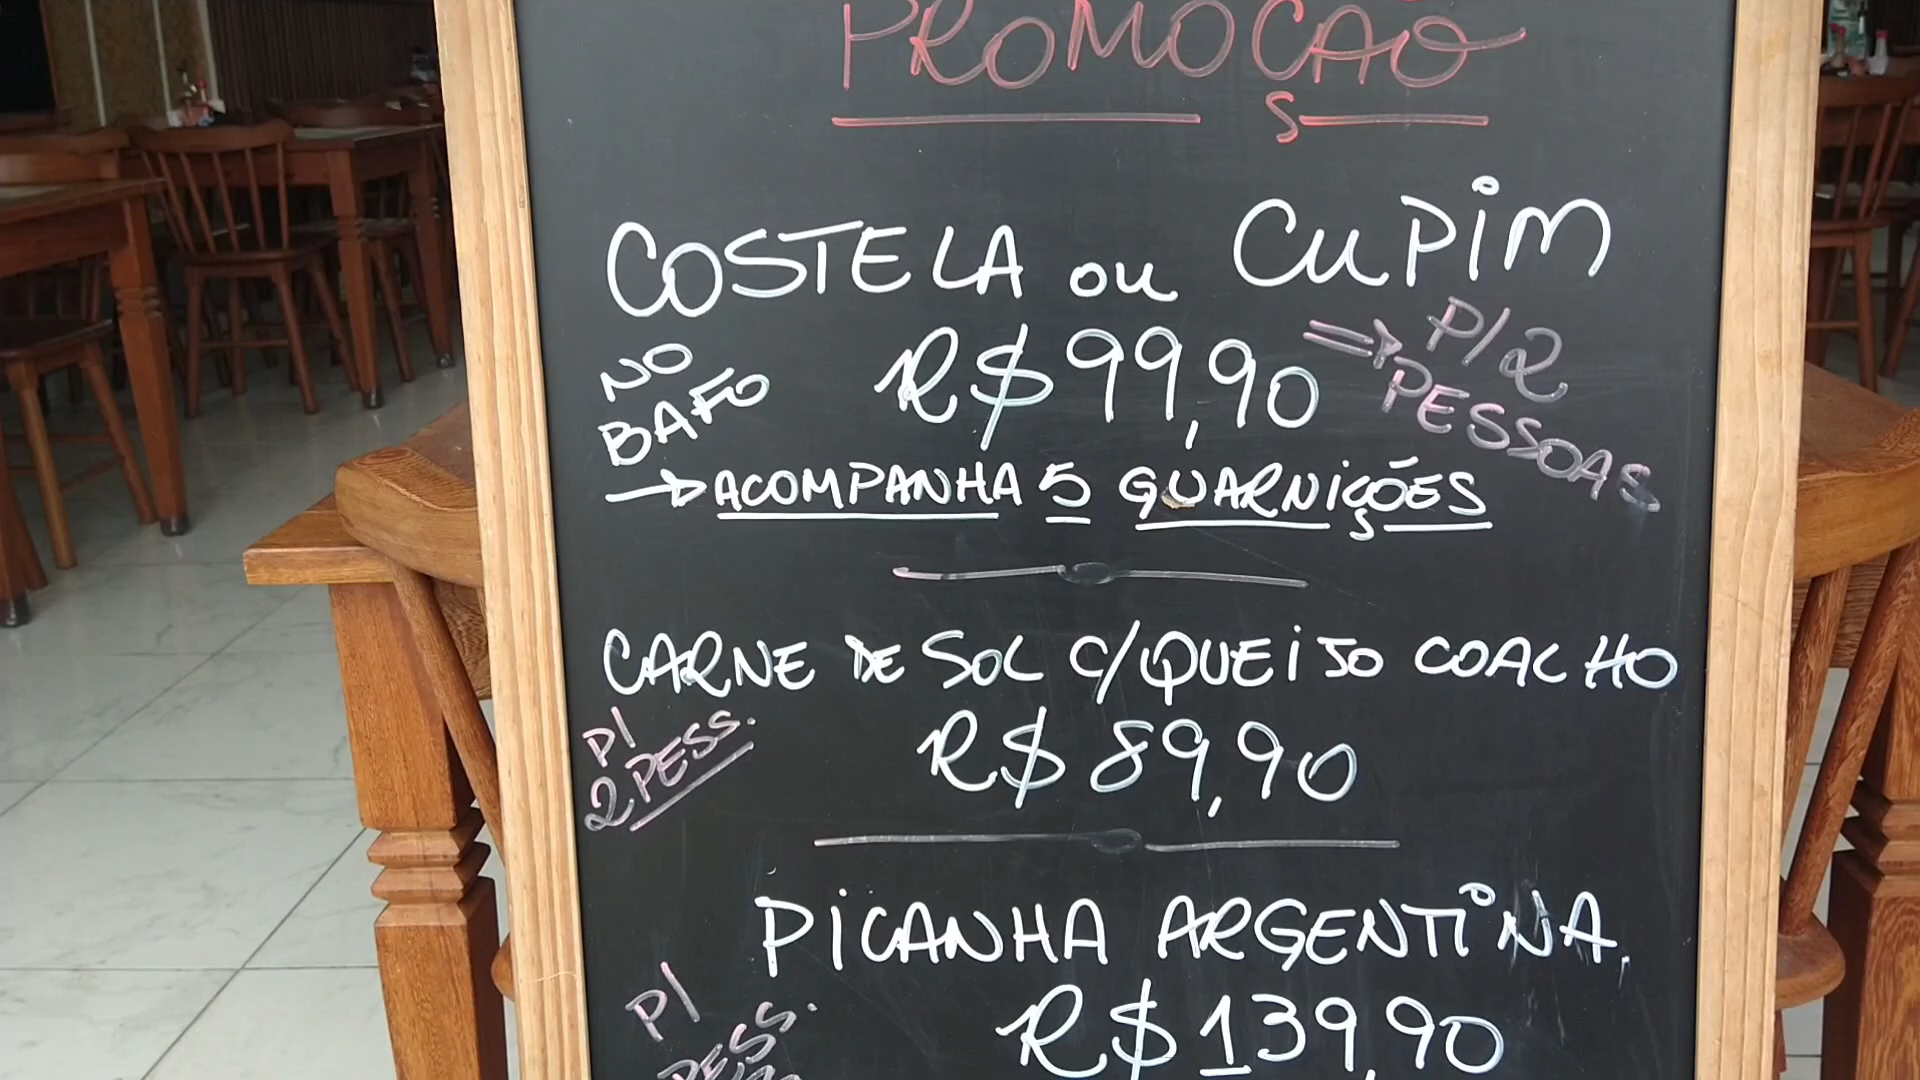 PROMOÇÃO
COSTELA ou CUPIM
NO BAFO
R$ 99,90
⇒ P/2 PESSOAS
→ ACOMPANHA 5 GUARNIÇÕES
CARNE DE SOL C/QUEIJO COALHO
P/ 2 PESS.
R$ 89,90
PICANHA ARGENTINA
P/
PESS.
R$ 139,90